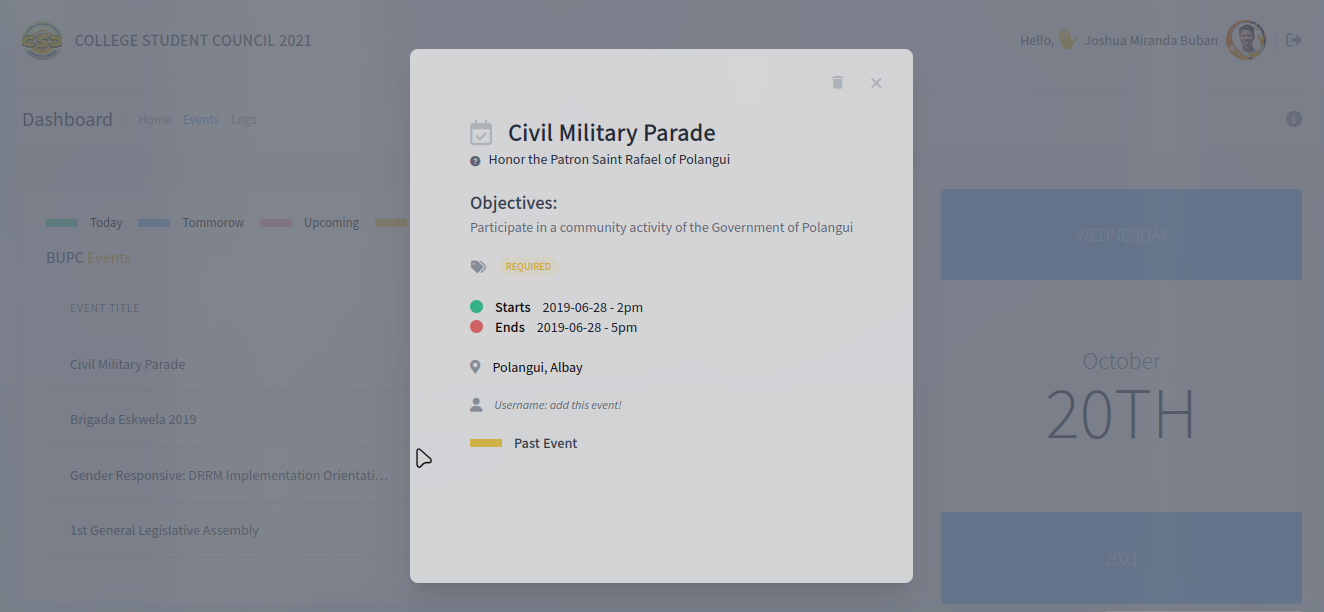 CSS
COLLEGE STUDENT COUNCIL 2021
Hello, 👋 Joshua Miranda Buban
Dashboard
Home
Events
Logs
Today
Tommorow
Upcoming
BUPC Events
EVENT TITLE
Civil Military Parade
Brigada Eskwela 2019
Gender Responsive: DRRM Implementation Orientati...
1st General Legislative Assembly
Civil Military Parade
Honor the Patron Saint Rafael of Polangui
Objectives:
Participate in a community activity of the Government of Polangui
REQUIRED
Starts 2019-06-28 - 2pm
Ends 2019-06-28 - 5pm
Polangui, Albay
Username: add this event!
Past Event
WEDNESDAY
October
20TH
2021